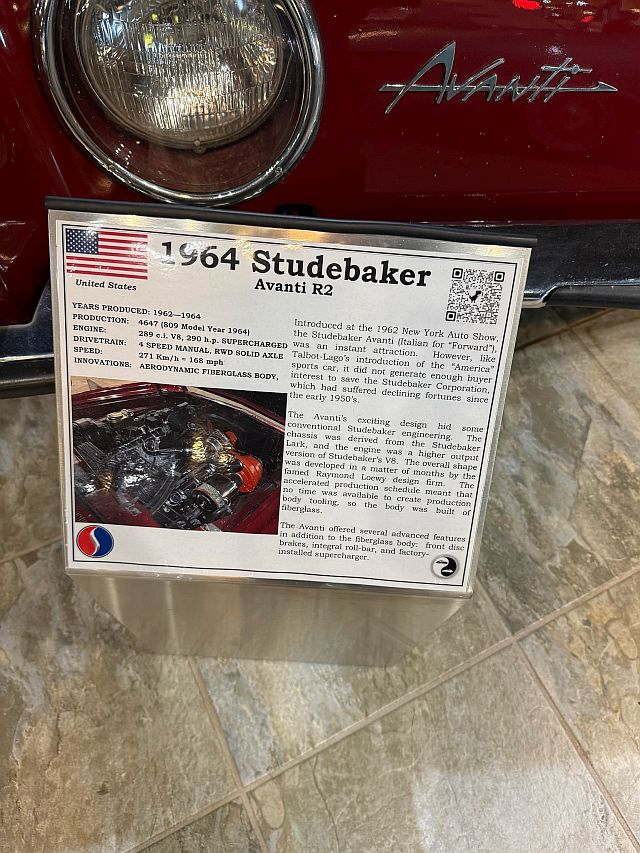 Avanti
1964 Studebaker
Avanti R2
United States
YEARS PRODUCED: 1962—1964
PRODUCTION: 4647 (809 Model Year 1964)
ENGINE: 289 c.i. V8, 290 h.p. SUPERCHARGED
DRIVETRAIN: 4 SPEED MANUAL, RWD SOLID AXLE
SPEED: 271 Km/h = 168 mph
INNOVATIONS: AERODYNAMIC FIBERGLASS BODY,
Introduced at the 1962 New York Auto Show,
the Studebaker Avanti (Italian for "Forward"),
was an instant attraction. However, like
Talbot-Lago's introduction of the "America"
sports car, it did not generate enough buyer
interest to save the Studebaker Corporation,
which had suffered declining fortunes since
the early 1950's.
The Avanti's exciting design hid some
conventional Studebaker engineering. The
chassis was derived from the Studebaker
Lark, and the engine was a higher output
version of Studebaker's V8. The overall shape
was developed in a matter of months by the
famed Raymond Loewy design firm. The
accelerated production schedule meant that
no time was available to create production
body tooling, so the body was built of
fiberglass.
The Avanti offered several advanced features
in addition to the fiberglass body: front disc
brakes, integral roll-bar, and factory-
installed supercharger.